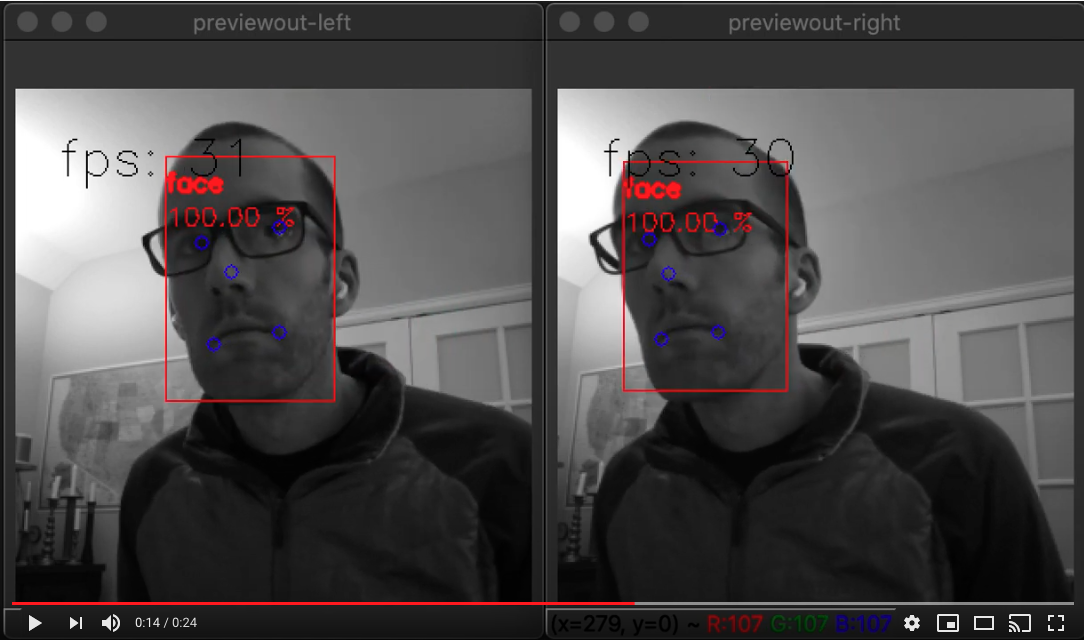 previewout-left
previewout-right
fps: 31
face
100.00 %
fps: 30
face
100.00 %
0:14 / 0:24
(x=279, y=0) ~ R:107 G:107 B:107